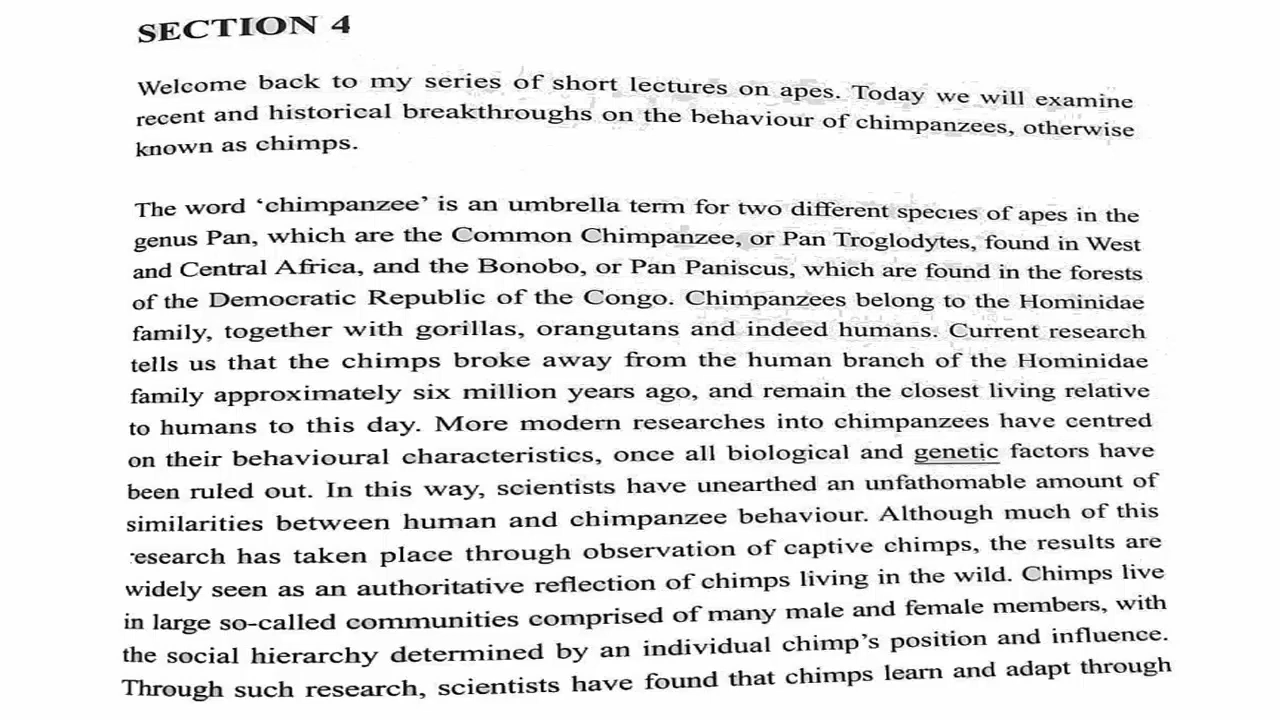 SECTION 4
Welcome back to my series of short lectures on apes. Today we will examine
recent and historical breakthroughs on the behaviour of chimpanzees, otherwise
known as chimps.
The word ‘chimpanzee’ is an umbrella term for two different species of apes in the
genus Pan, which are the Common Chimpanzee, or Pan Troglodytes, found in West
and Central Africa, and the Bonobo, or Pan Paniscus, which are found in the forests
of the Democratic Republic of the Congo. Chimpanzees belong to the Hominidae
family, together with gorillas, orangutans and indeed humans. Current research
tells us that the chimps broke away from the human branch of the Hominidae
family approximately six million years ago, and remain the closest living relative
to humans to this day. More modern researches into chimpanzees have centred
on their behavioural characteristics, once all biological and genetic factors have
been ruled out. In this way, scientists have unearthed an unfathomable amount of
similarities between human and chimpanzee behaviour. Although much of this
research has taken place through observation of captive chimps, the results are
widely seen as an authoritative reflection of chimps living in the wild. Chimps live
in large so-called communities comprised of many male and female members, with
the social hierarchy determined by an individual chimp’s position and influence.
Through such research, scientists have found that chimps learn and adapt through